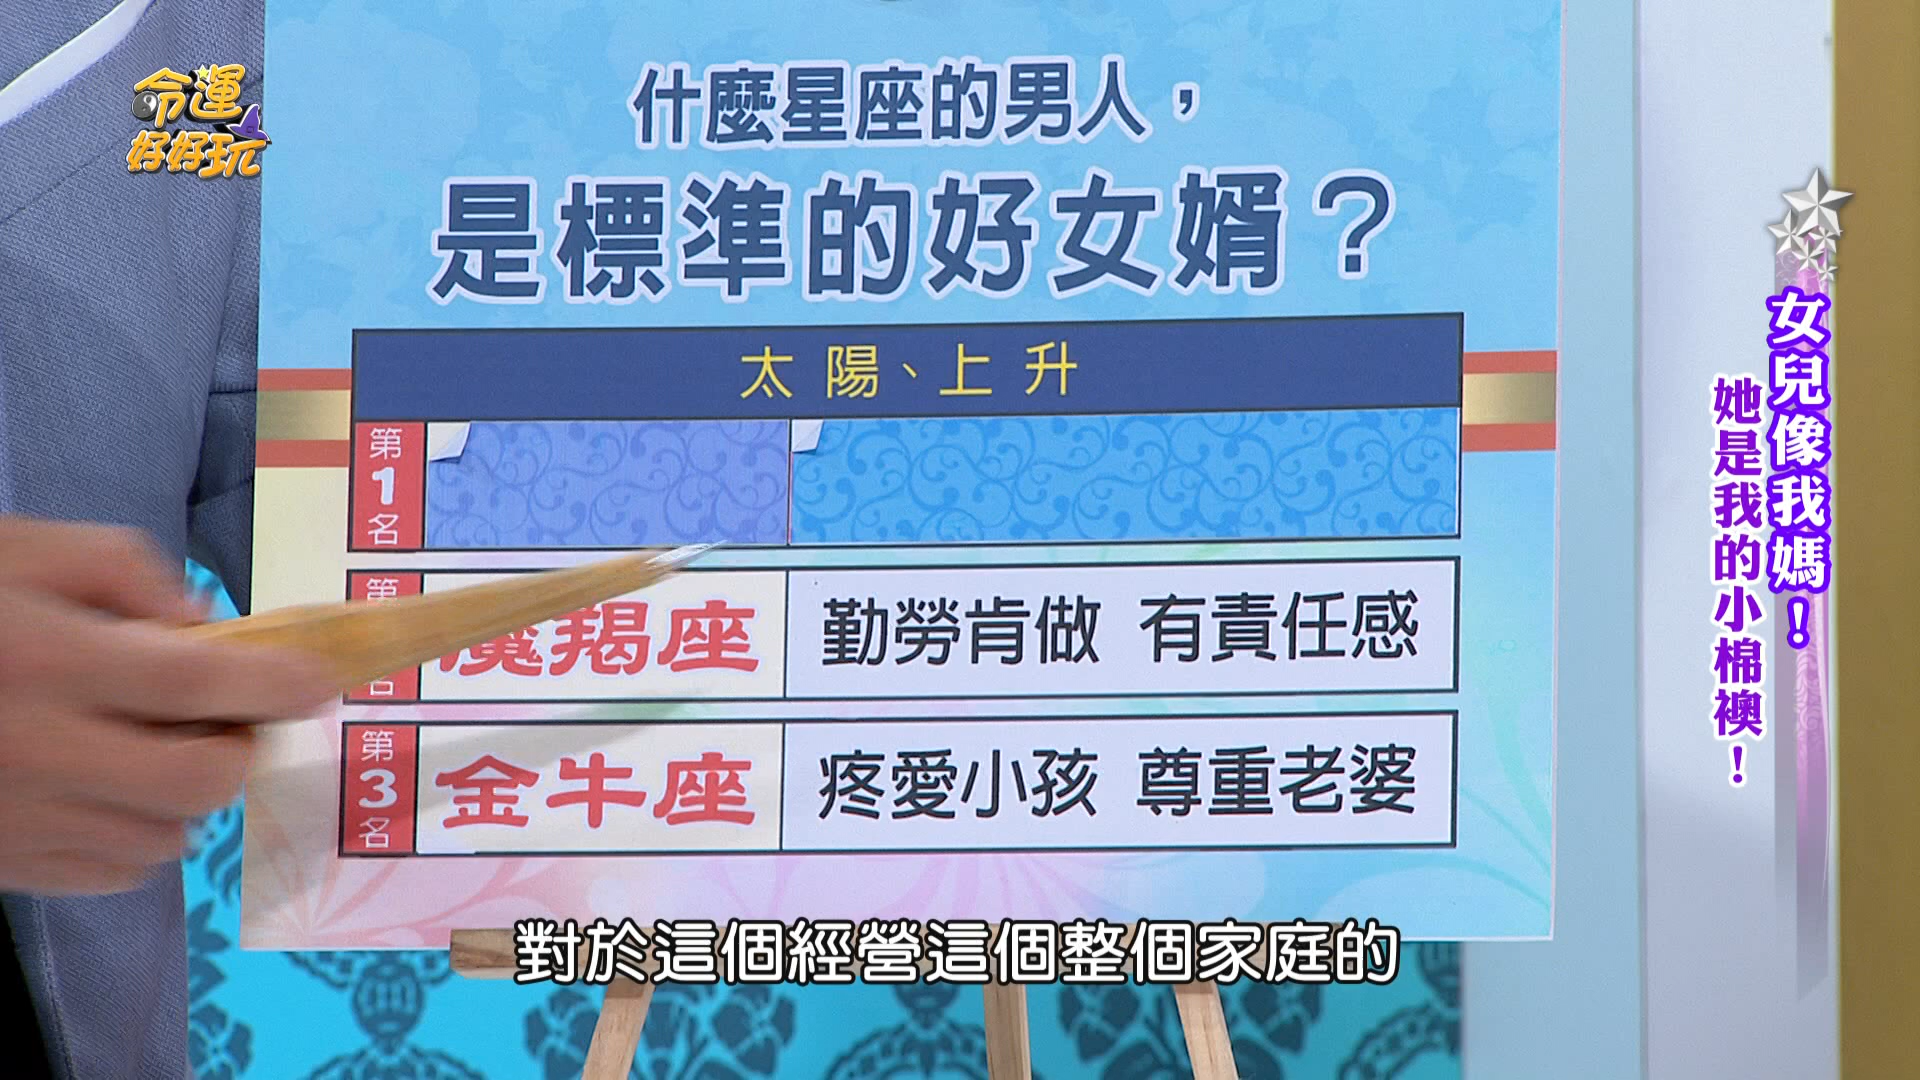 命運
好好玩
什麼星座的男人，
是標準的好女婿？
太陽、上升
第1名
第 名
魔羯座 勤勞肯做 有責任感
第3名
金牛座 疼愛小孩 尊重老婆
女兒像我媽！
她是我的小棉襖！
對於這個經營這個整個家庭的